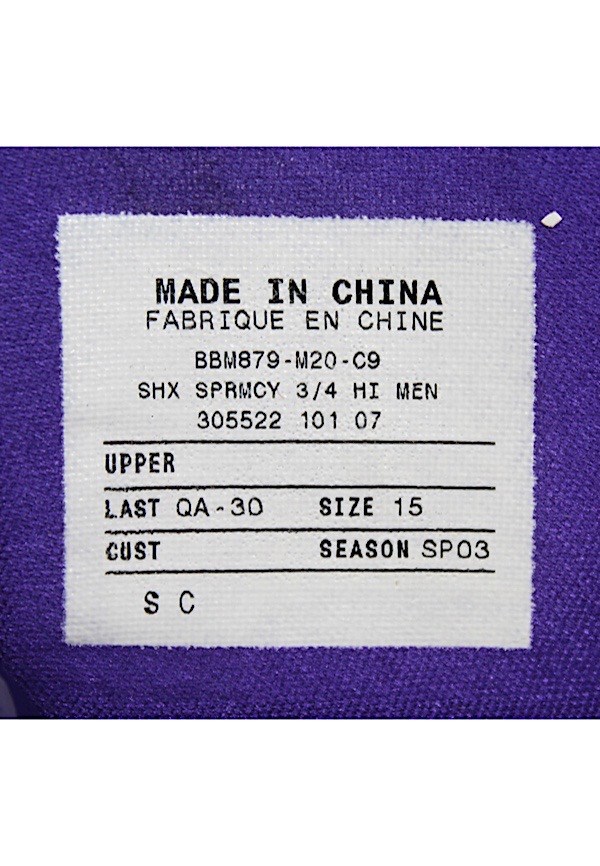 MADE IN CHINA
FABRIQUE EN CHINE
BBM879-M20-C9
SHX SPRMCY 3/4 HI MEN
305522 101 07
UPPER
LAST QA-30 SIZE 15
CUST SEASON SP03
S C